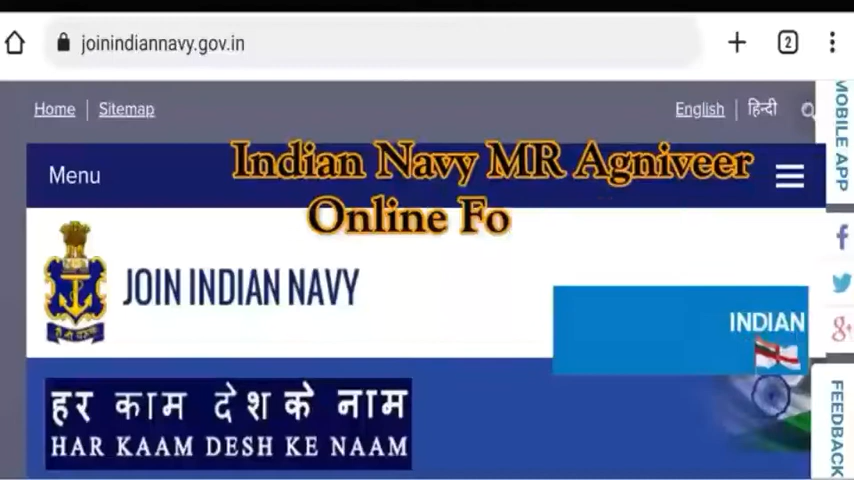 joinindiannavy.gov.in
2
Home | Sitemap
English | हिन्दी
MOBILE APP
Menu
Indian Navy MR Agniveer
Online Fo
JOIN INDIAN NAVY
INDIAN
हर काम देश के नाम
HAR KAAM DESH KE NAAM
FEEDBACK